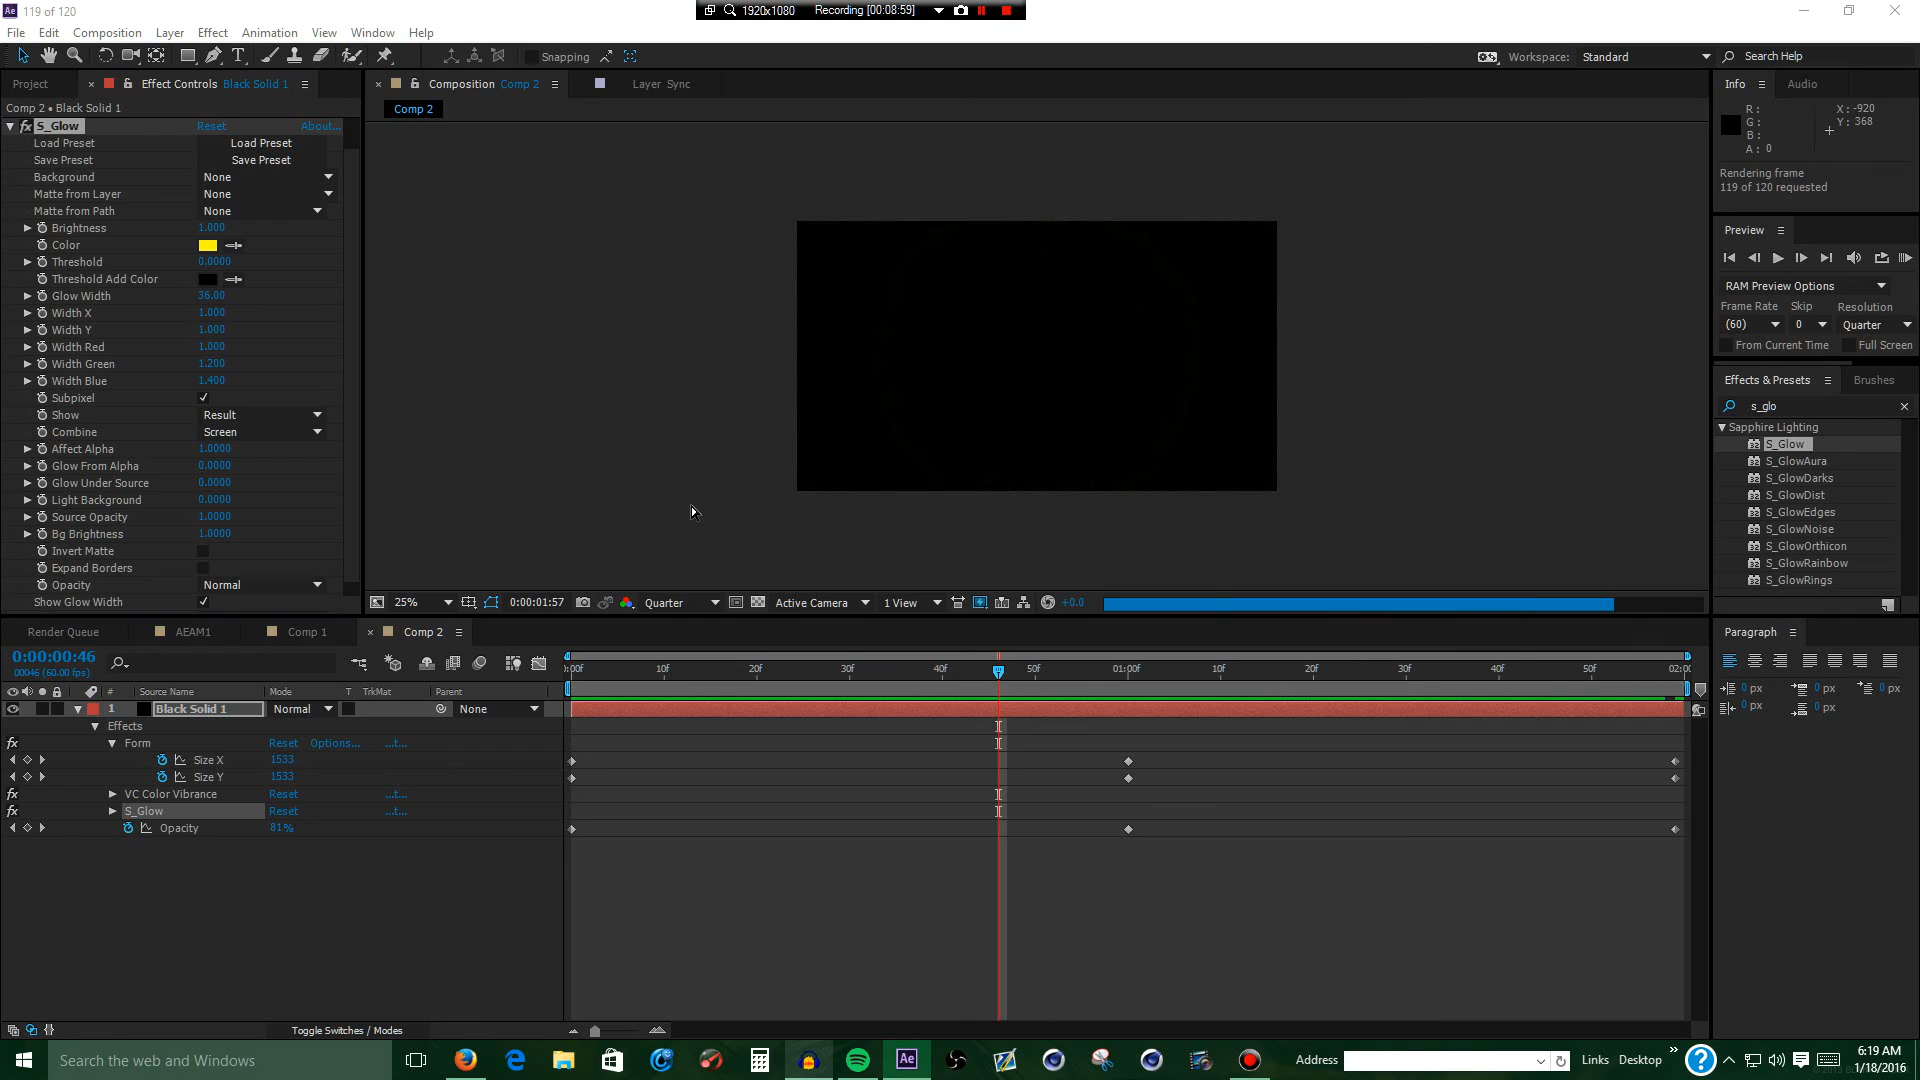 119 of 120
1920x1080 Recording [00:08:59]
File Edit Composition Layer Effect Animation View Window Help
Snapping Workspace: Standard Search Help
Project Effect Controls Black Solid 1 Composition Comp 2 Layer Sync Info Audio
Comp 2 • Black Solid 1 Comp 2
S_Glow Reset About...
Load Preset Load Preset
Save Preset Save Preset
Background None
Matte from Layer None
Matte from Path None
Brightness 1.000
Color
Threshold 0.0000
Threshold Add Color
Glow Width 36.00
Width X 1.000
Width Y 1.000
Width Red 1.000
Width Green 1.200
Width Blue 1.400
Subpixel
Show Result
Combine Screen
Affect Alpha 1.0000
Glow From Alpha 0.0000
Glow Under Source 0.0000
Light Background 0.0000
Source Opacity 1.0000
Bg Brightness 1.0000
Invert Matte
Expand Borders
Opacity Normal
Show Glow Width
25% 0:00:01:57 Quarter Active Camera 1 View +0.0
R: X: -920
G: Y: 368
B:
A: 0
Rendering frame
119 of 120 requested
Preview
RAM Preview Options
Frame Rate Skip Resolution
(60) 0 Quarter
From Current Time Full Screen
Effects & Presets Brushes
s_glo
Sapphire Lighting
S_Glow
S_GlowAura
S_GlowDarks
S_GlowDist
S_GlowEdges
S_GlowNoise
S_GlowOrthicon
S_GlowRainbow
S_GlowRings
Render Queue AEAM1 Comp 1 Comp 2
0:00:00:46
00046 (60.00 fps)
):00f 10f 20f 30f 40f 50f 01:00f 10f 20f 30f 40f 50f 02:00
# Source Name Mode T TrkMat Parent
1 Black Solid 1 Normal None
Effects
Form Reset Options... ...t...
Size X 1533
Size Y 1533
VC Color Vibrance Reset ...t...
S_Glow Reset ...t...
Opacity 81%
Toggle Switches / Modes
Paragraph
0 px 0 px 0 px
0 px 0 px
Search the web and Windows
Ae
Address Links Desktop
6:19 AM
1/18/2016